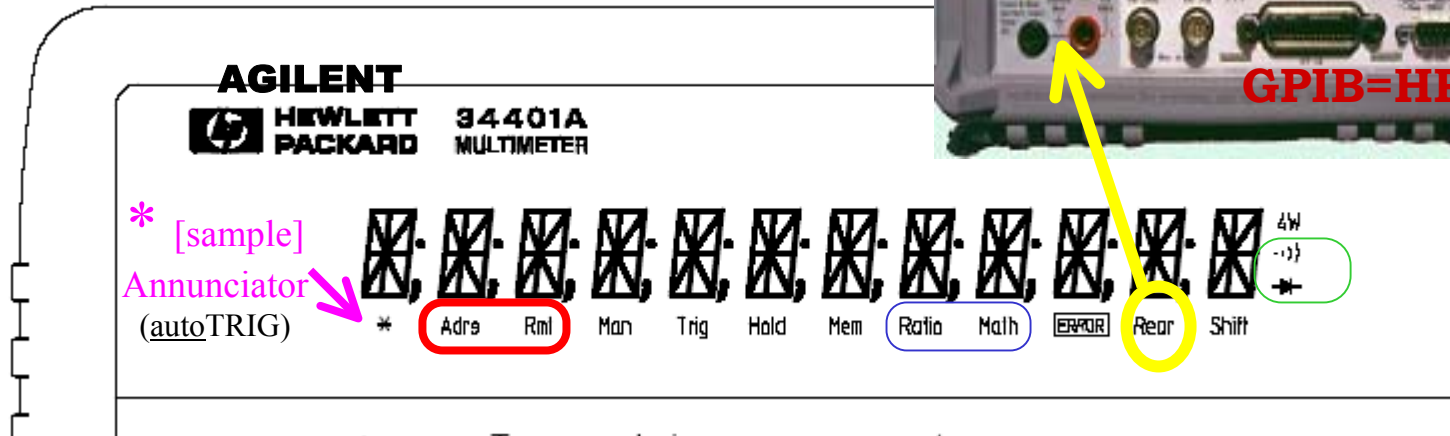 AGILENT
HEWLETT PACKARD
34401A
MULTIMETER
GPIB=HP
* [sample]
Annunciator
(autoTRIG)
4W
* Adrs Rmt Man Trig Hold Mem Ratio Math ERROR Rear Shift